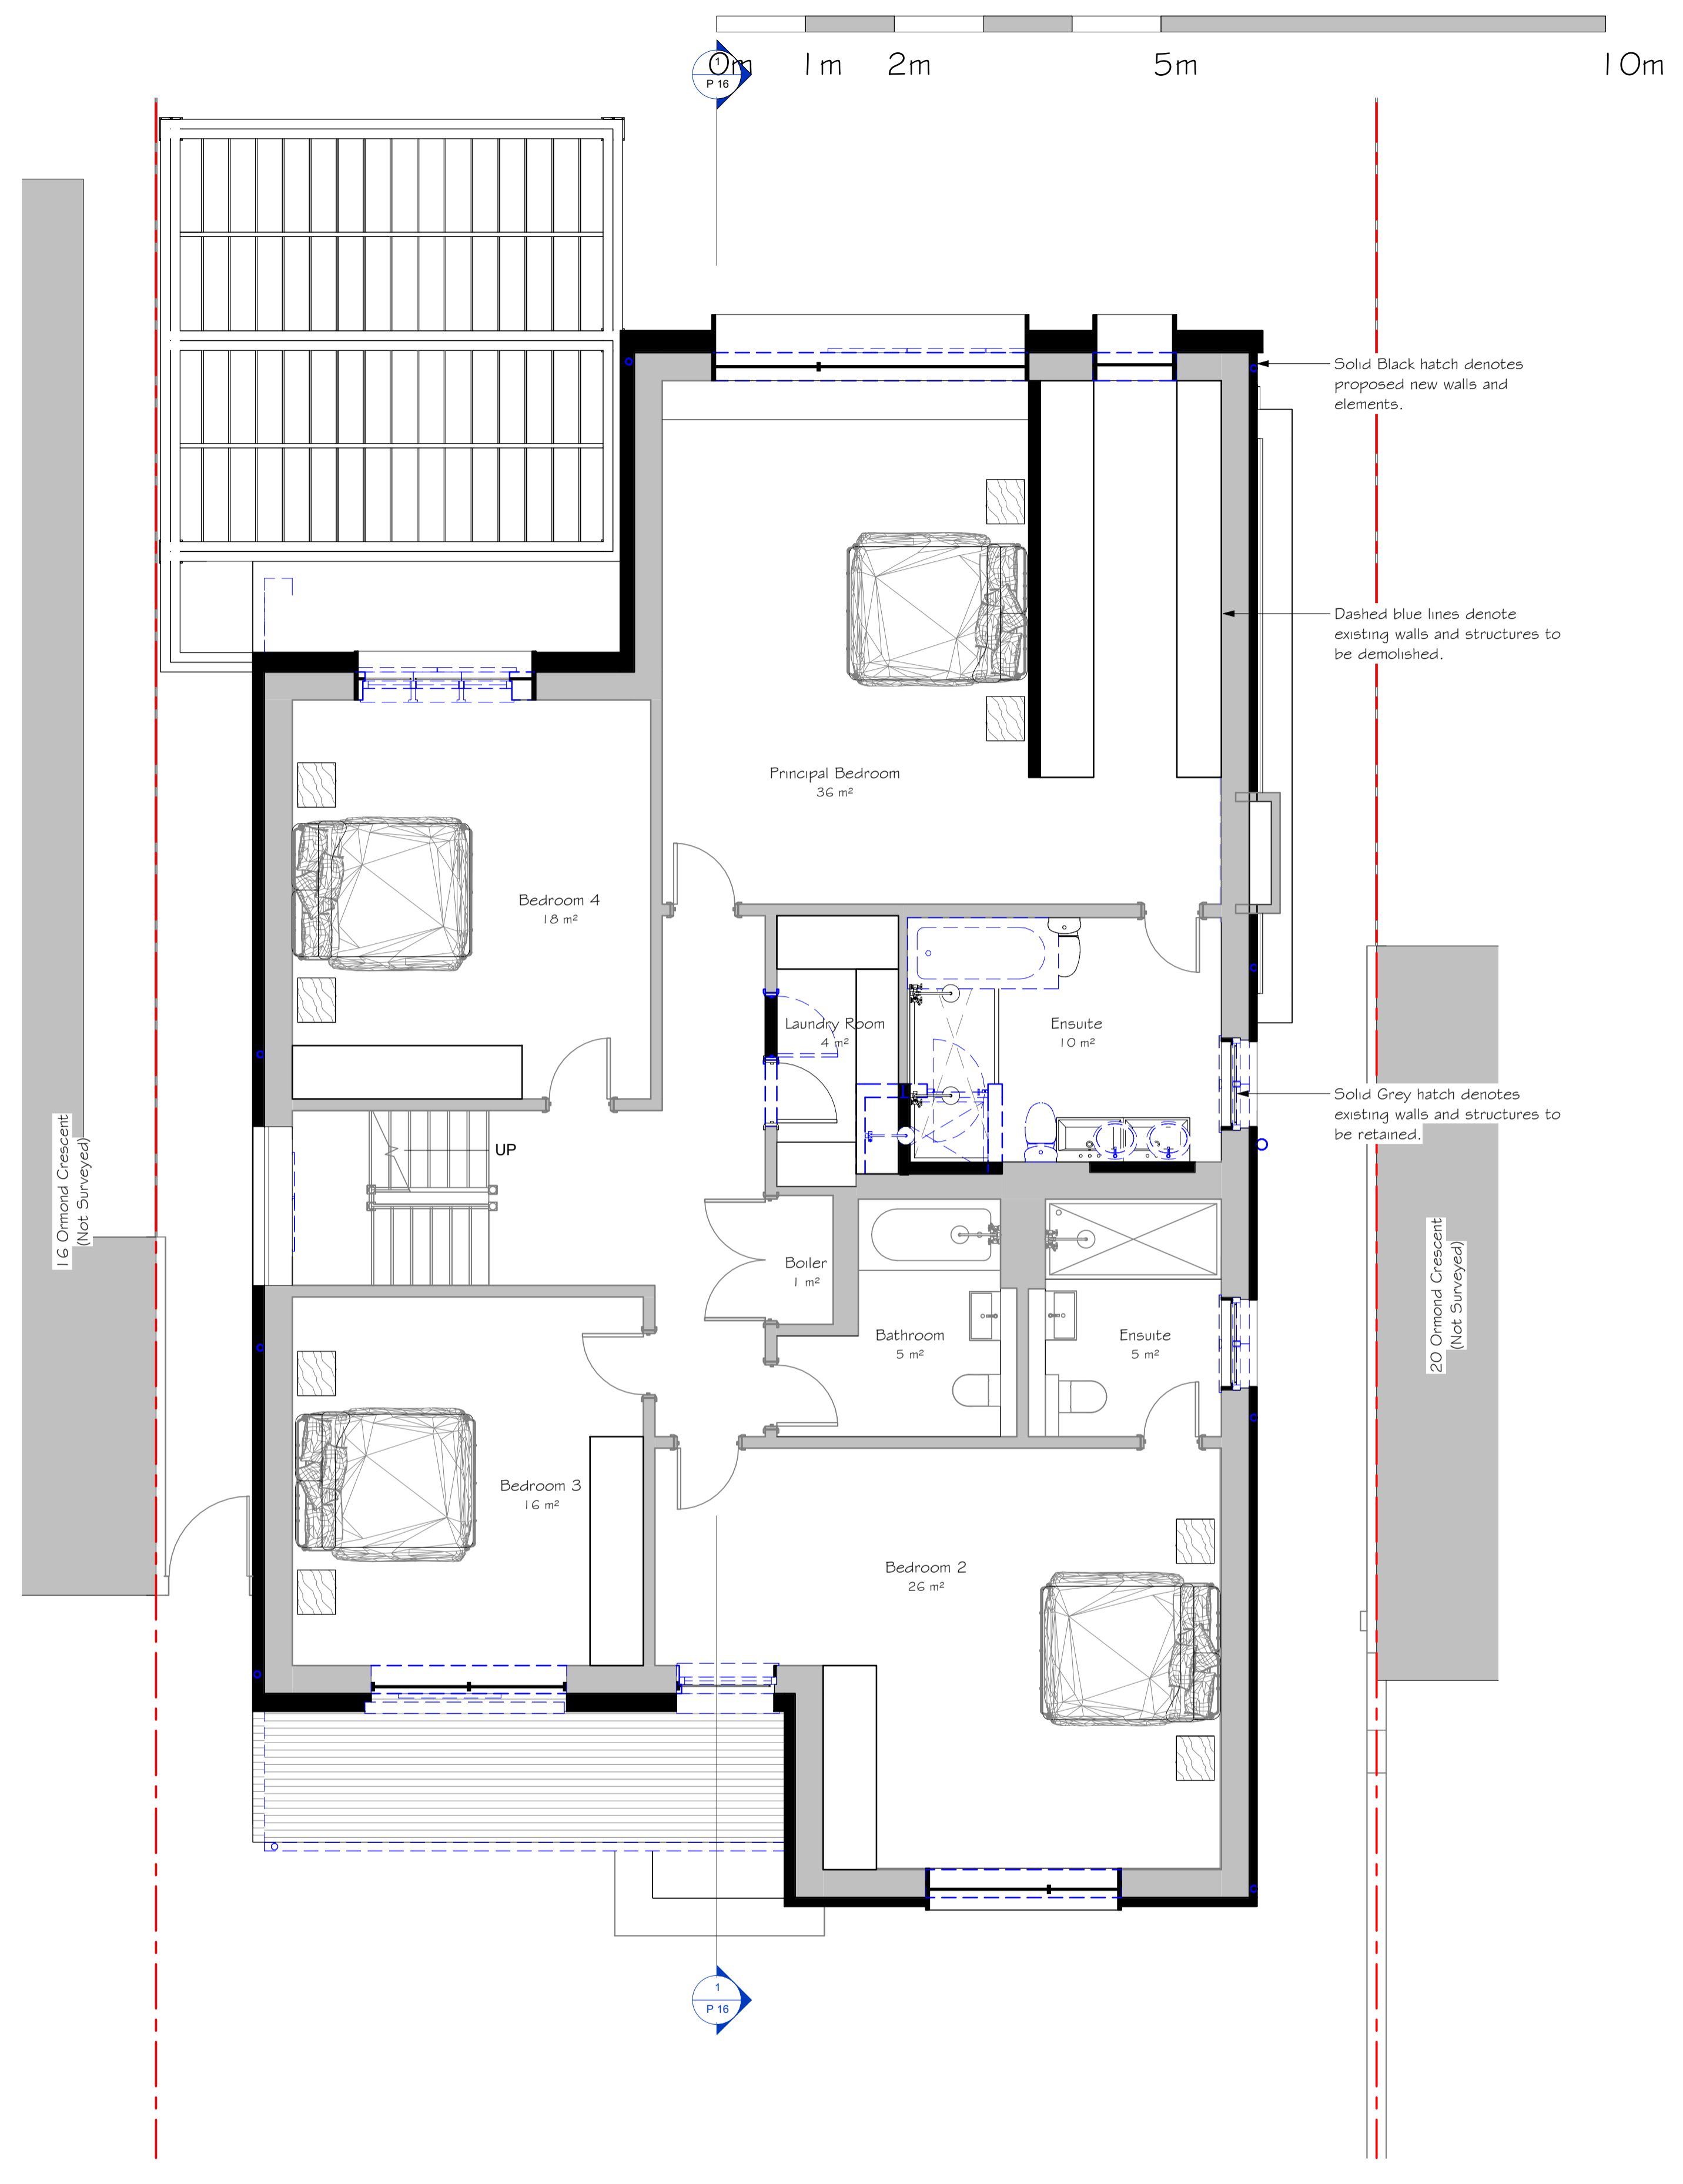 0m 1m 2m 5m 10m
1
P 16
Solid Black hatch denotes
proposed new walls and
elements.
Dashed blue lines denote
existing walls and structures to
be demolished.
Principal Bedroom
36 m²
Bedroom 4
18 m²
Laundry Room
4 m²
Ensuite
10 m²
Solid Grey hatch denotes
existing walls and structures to
be retained.
UP
16 Ormond Crescent
(Not Surveyed)
20 Ormond Crescent
(Not Surveyed)
Boiler
1 m²
Bathroom
5 m²
Ensuite
5 m²
Bedroom 3
16 m²
Bedroom 2
26 m²
1
P 16